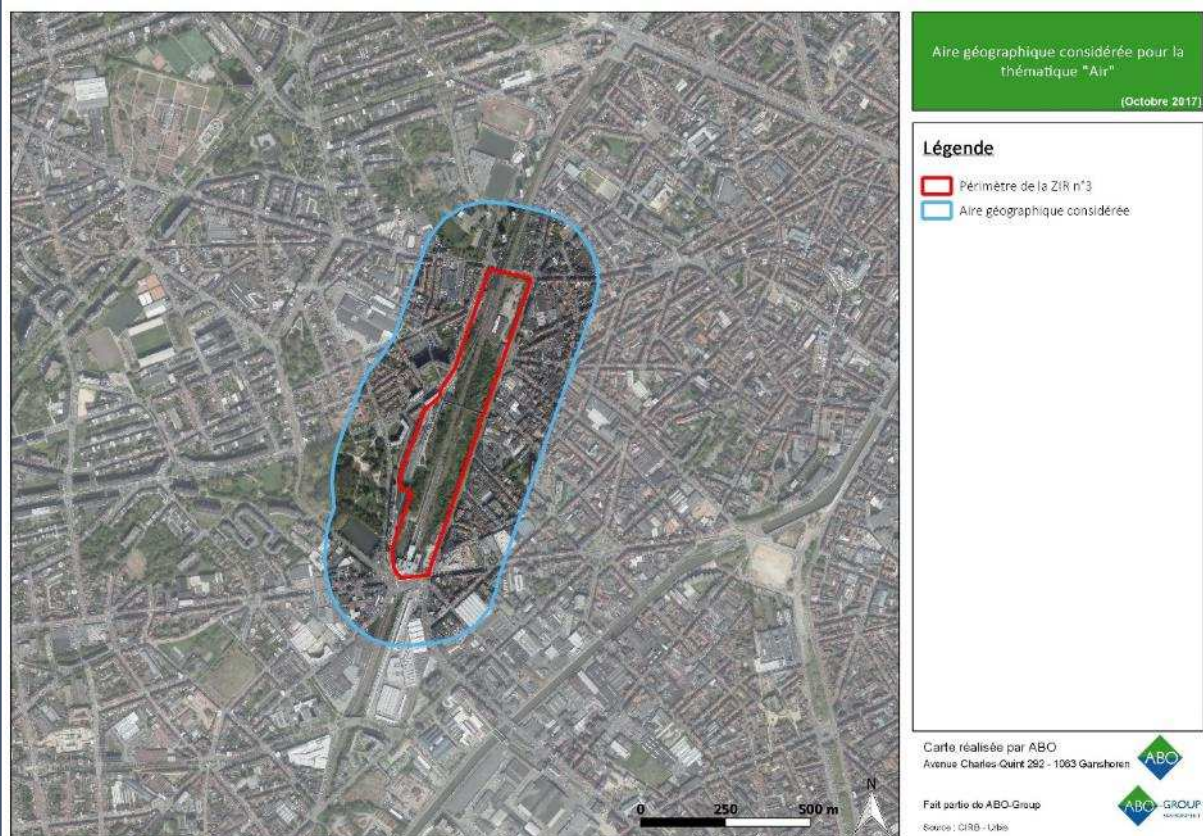 Aire géographique considérée pour la
thématique "Air"
(Octobre 2017)
Légende
Périmètre de la ZIR n°3
Aire géographique considérée
Carte réalisée par ABO
Avenue Charles-Quint 292 - 1083 Ganshoren
ABO
Fait partie de ABO-Group
ABO GROUP
Source : CIRB - Urbis
N
0 250 500 m